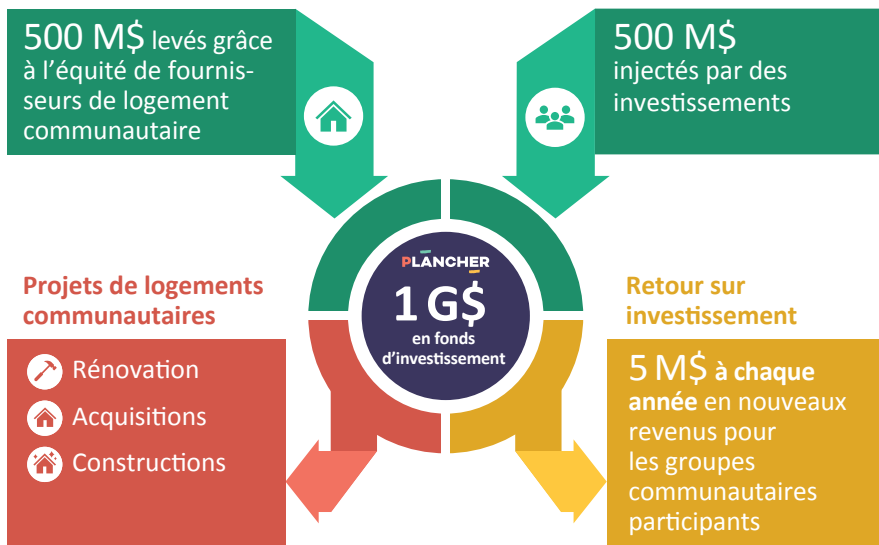 500 M$ levés grâce
à l'équité de fournis-
seurs de logement
communautaire
500 M$
injectés par des
investissements
PLANCHER
1 G$
en fonds
d'investissement
Projets de logements
communautaires
Rénovation
Acquisitions
Constructions
Retour sur
investissement
5 M$ à chaque
année en nouveaux
revenus pour
les groupes
communautaires
participants